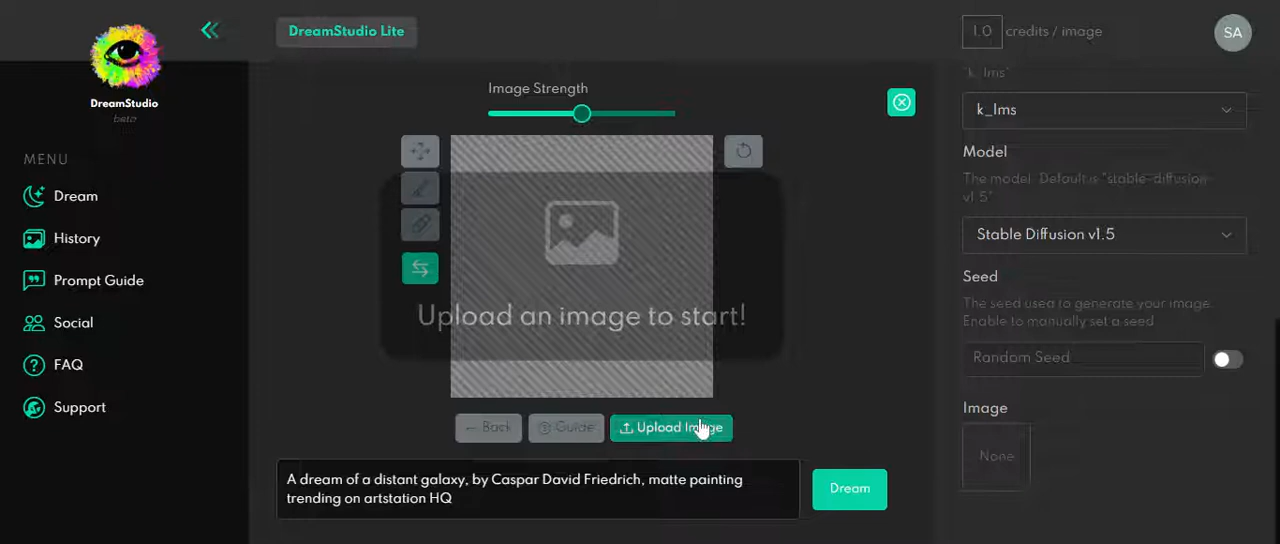 DreamStudio
beta
MENU
Dream
History
Prompt Guide
Social
FAQ
Support
DreamStudio Lite
Image Strength
Upload an image to start!
← Back
Guide
Upload Image
A dream of a distant galaxy, by Caspar David Friedrich, matte painting
trending on artstation HQ
Dream
1.0 credits / image
SA
"k_lms"
k_lms
Model
The model. Default is "stable-diffusion
v1.5"
Stable Diffusion v1.5
Seed
The seed used to generate your image.
Enable to manually set a seed
Random Seed
Image
None